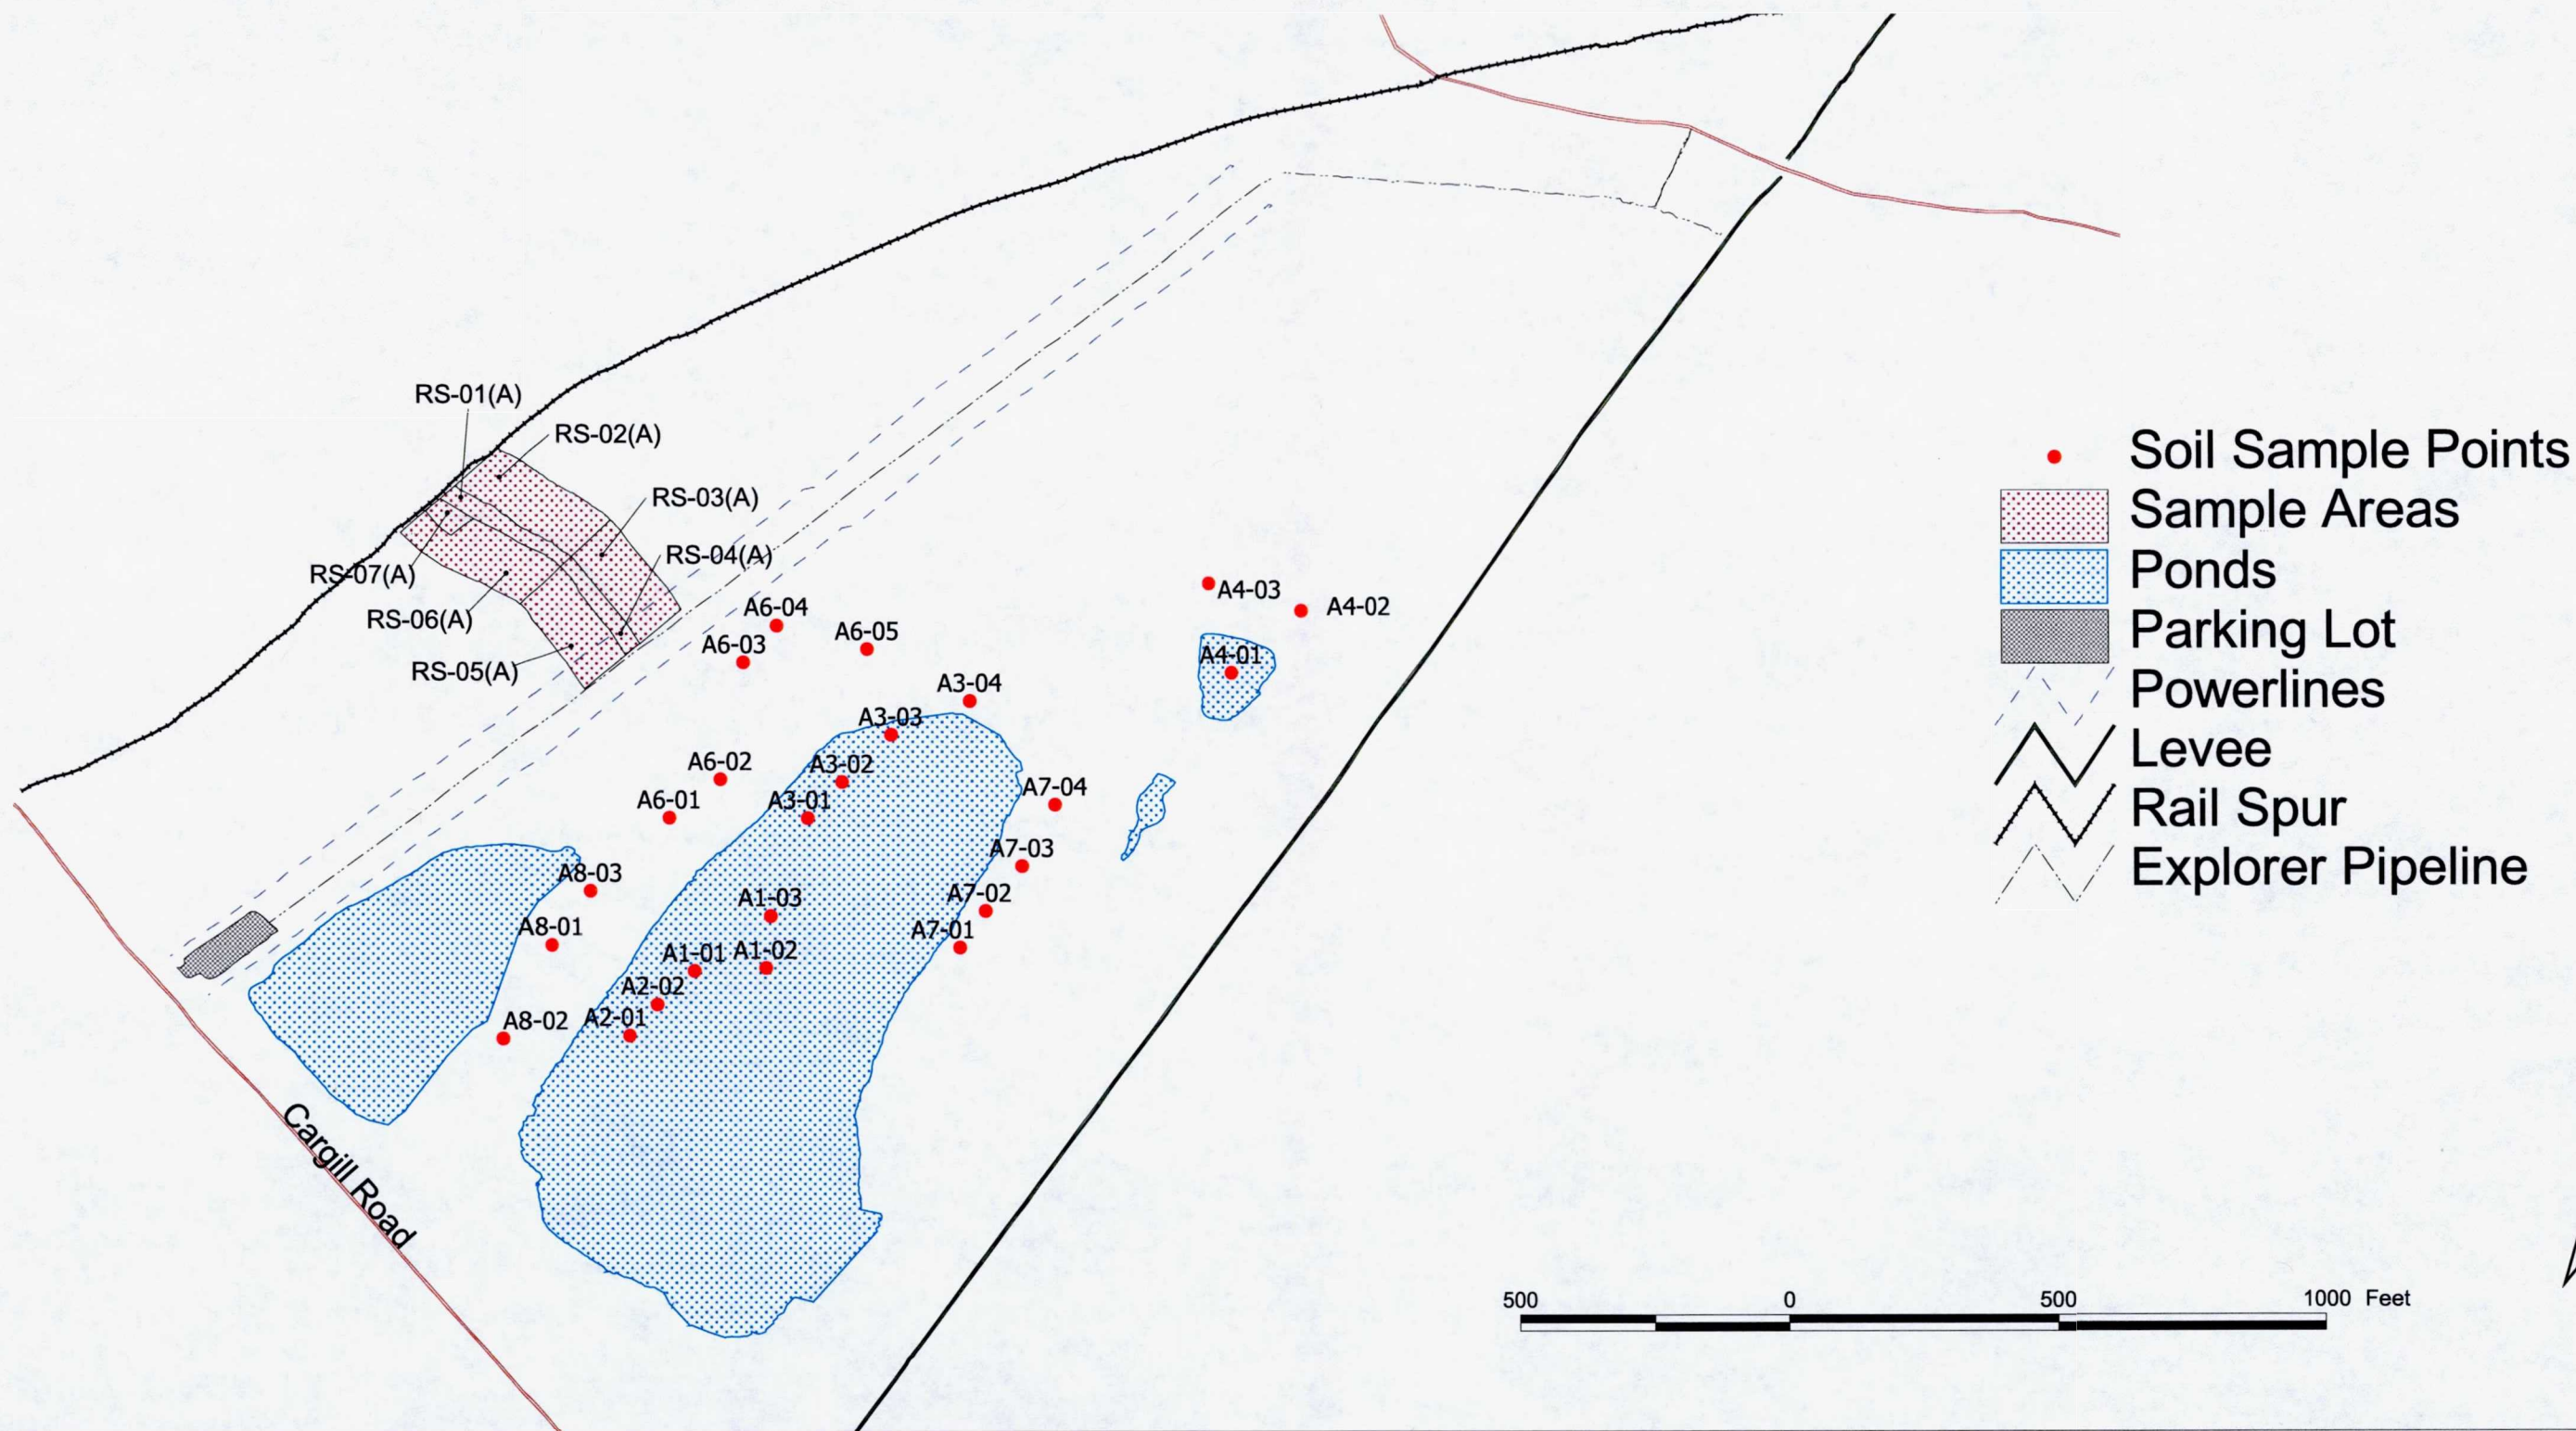 RS-01(A)
RS-02(A)
RS-03(A)
RS-04(A)
RS-07(A)
RS-06(A)
RS-05(A)
A6-04
A6-03
A6-05
A4-03
A4-02
A4-01
A3-04
A3-03
A6-02
A3-02
A6-01
A3-01
A7-04
A7-03
A8-03
A1-03
A7-02
A8-01
A7-01
A1-01
A1-02
A2-02
A8-02
A2-01
Cargill Road
Soil Sample Points
Sample Areas
Ponds
Parking Lot
Powerlines
Levee
Rail Spur
Explorer Pipeline
500 0 500 1000 Feet